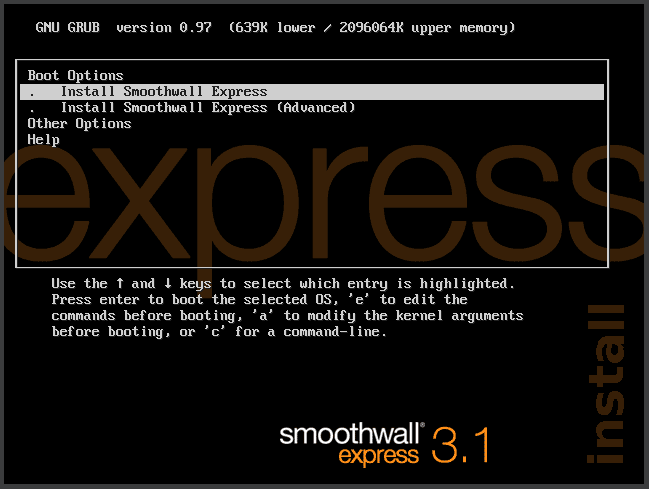 GNU GRUB  version 0.97  (639K lower / 2096064K upper memory)
Boot Options
.   Install Smoothwall Express
.   Install Smoothwall Express (Advanced)
Other Options
Help
express
Use the ↑ and ↓ keys to select which entry is highlighted.
Press enter to boot the selected OS, 'e' to edit the
commands before booting, 'a' to modify the kernel arguments
before booting, or 'c' for a command-line.
install
smoothwall®
express 3.1